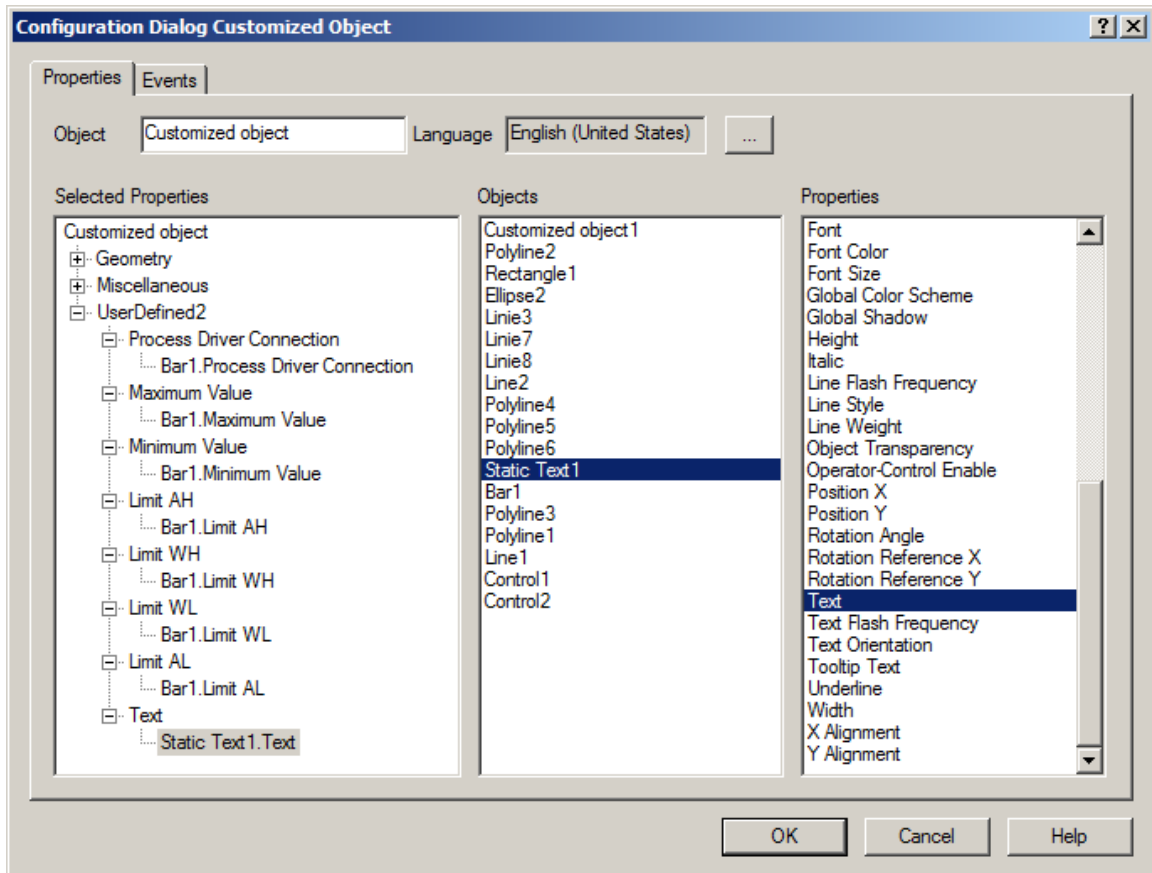 Configuration Dialog Customized Object
Properties
Events
Object
Customized object
Language
English (United States)
...
Selected Properties
Customized object
Geometry
Miscellaneous
UserDefined2
Process Driver Connection
Bar1.Process Driver Connection
Maximum Value
Bar1.Maximum Value
Minimum Value
Bar1.Minimum Value
Limit AH
Bar1.Limit AH
Limit WH
Bar1.Limit WH
Limit WL
Bar1.Limit WL
Limit AL
Bar1.Limit AL
Text
Static Text1.Text
Objects
Customized object1
Polyline2
Rectangle1
Ellipse2
Linie3
Linie7
Linie8
Line2
Polyline4
Polyline5
Polyline6
Static Text1
Bar1
Polyline3
Polyline1
Line1
Control1
Control2
Properties
Font
Font Color
Font Size
Global Color Scheme
Global Shadow
Height
Italic
Line Flash Frequency
Line Style
Line Weight
Object Transparency
Operator-Control Enable
Position X
Position Y
Rotation Angle
Rotation Reference X
Rotation Reference Y
Text
Text Flash Frequency
Text Orientation
Tooltip Text
Underline
Width
X Alignment
Y Alignment
OK
Cancel
Help